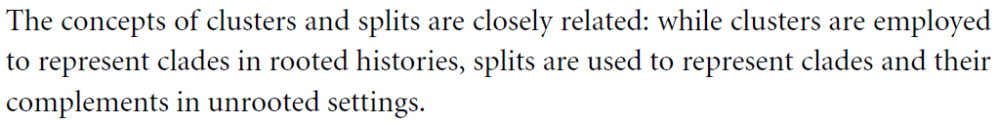 The concepts of clusters and splits are closely related: while clusters are employed
to represent clades in rooted histories, splits are used to represent clades and their
complements in unrooted settings.